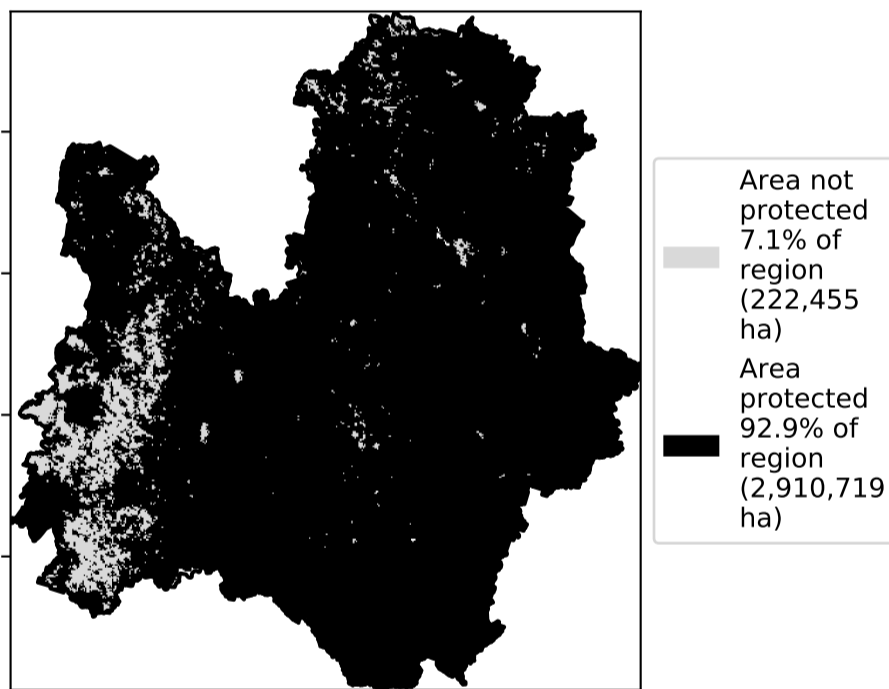 Area not
protected
7.1% of
region
(222,455
ha)
Area
protected
92.9% of
region
(2,910,719
ha)